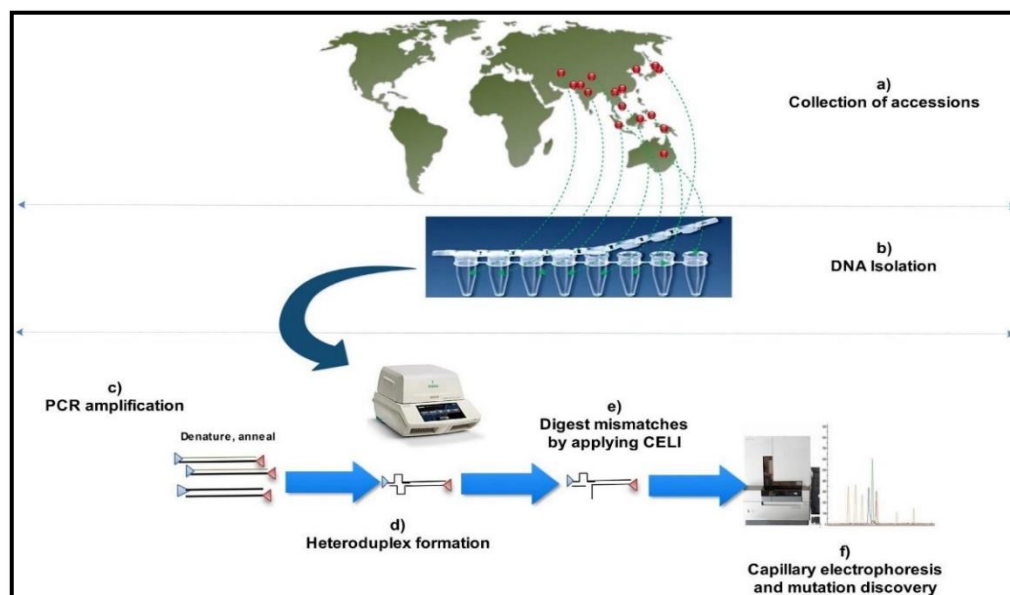 a)
Collection of accessions
b)
DNA Isolation
c)
PCR amplification
Denature, anneal
d)
Heteroduplex formation
e)
Digest mismatches
by applying CELI
f)
Capillary electrophoresis
and mutation discovery